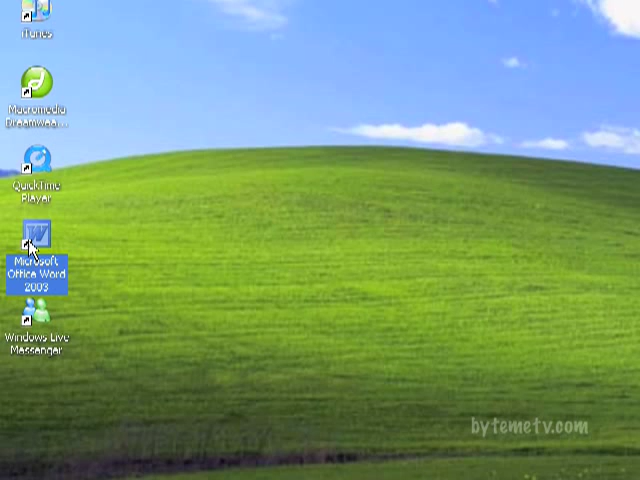 iTunes
Macromedia
Dreamwea...
QuickTime
Player
Microsoft
Office Word
2003
Windows Live
Messenger
bytemetv.com